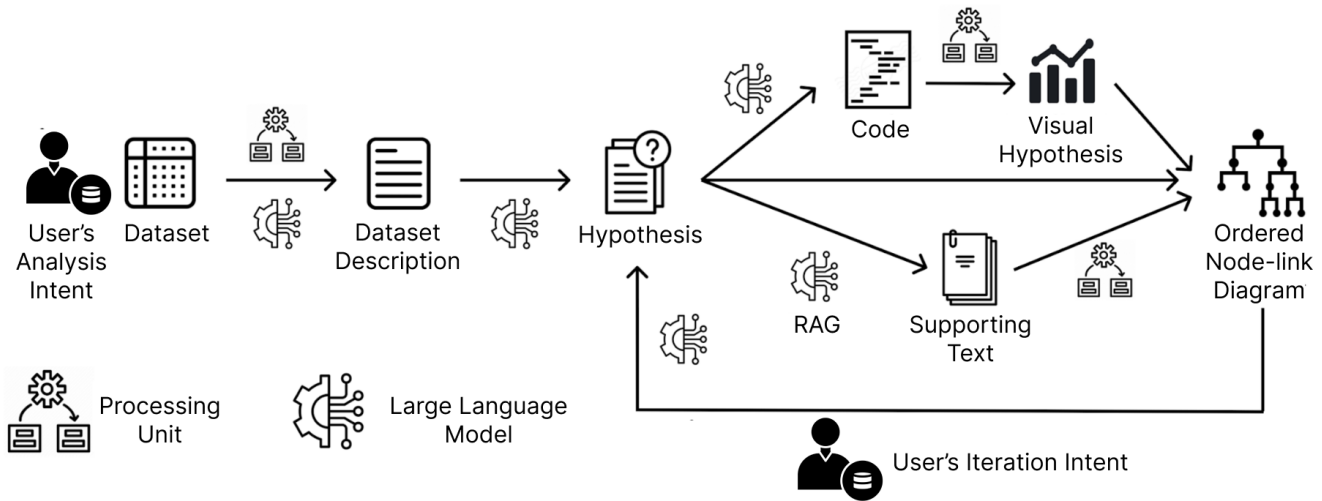 User's
Analysis
Intent
Dataset
Dataset
Description
Hypothesis
Code
Visual
Hypothesis
RAG
Supporting
Text
Ordered
Node-link
Diagram
Processing
Unit
Large Language
Model
User's Iteration Intent